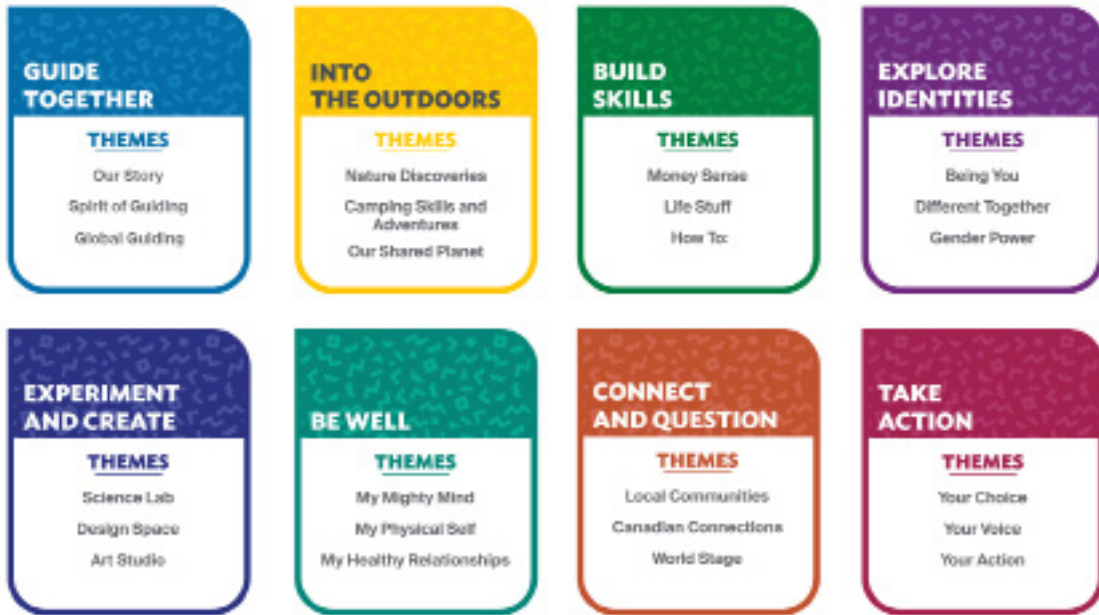 GUIDE
TOGETHER
THEMES
Our Story
Spirit of Guiding
Global Guiding
INTO
THE OUTDOORS
THEMES
Nature Discoveries
Camping Skills and
Adventures
Our Shared Planet
BUILD
SKILLS
THEMES
Money Sense
Life Stuff
How To:
EXPLORE
IDENTITIES
THEMES
Being You
Different Together
Gender Power
EXPERIMENT
AND CREATE
THEMES
Science Lab
Design Space
Art Studio
BE WELL
THEMES
My Mighty Mind
My Physical Self
My Healthy Relationships
CONNECT
AND QUESTION
THEMES
Local Communities
Canadian Connections
World Stage
TAKE
ACTION
THEMES
Your Choice
Your Voice
Your Action